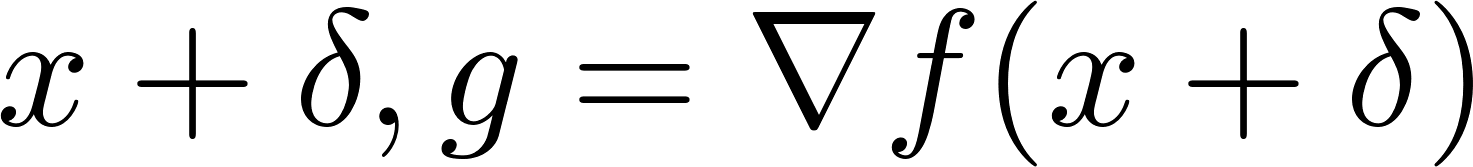 x + δ, g = ∇f(x + δ)